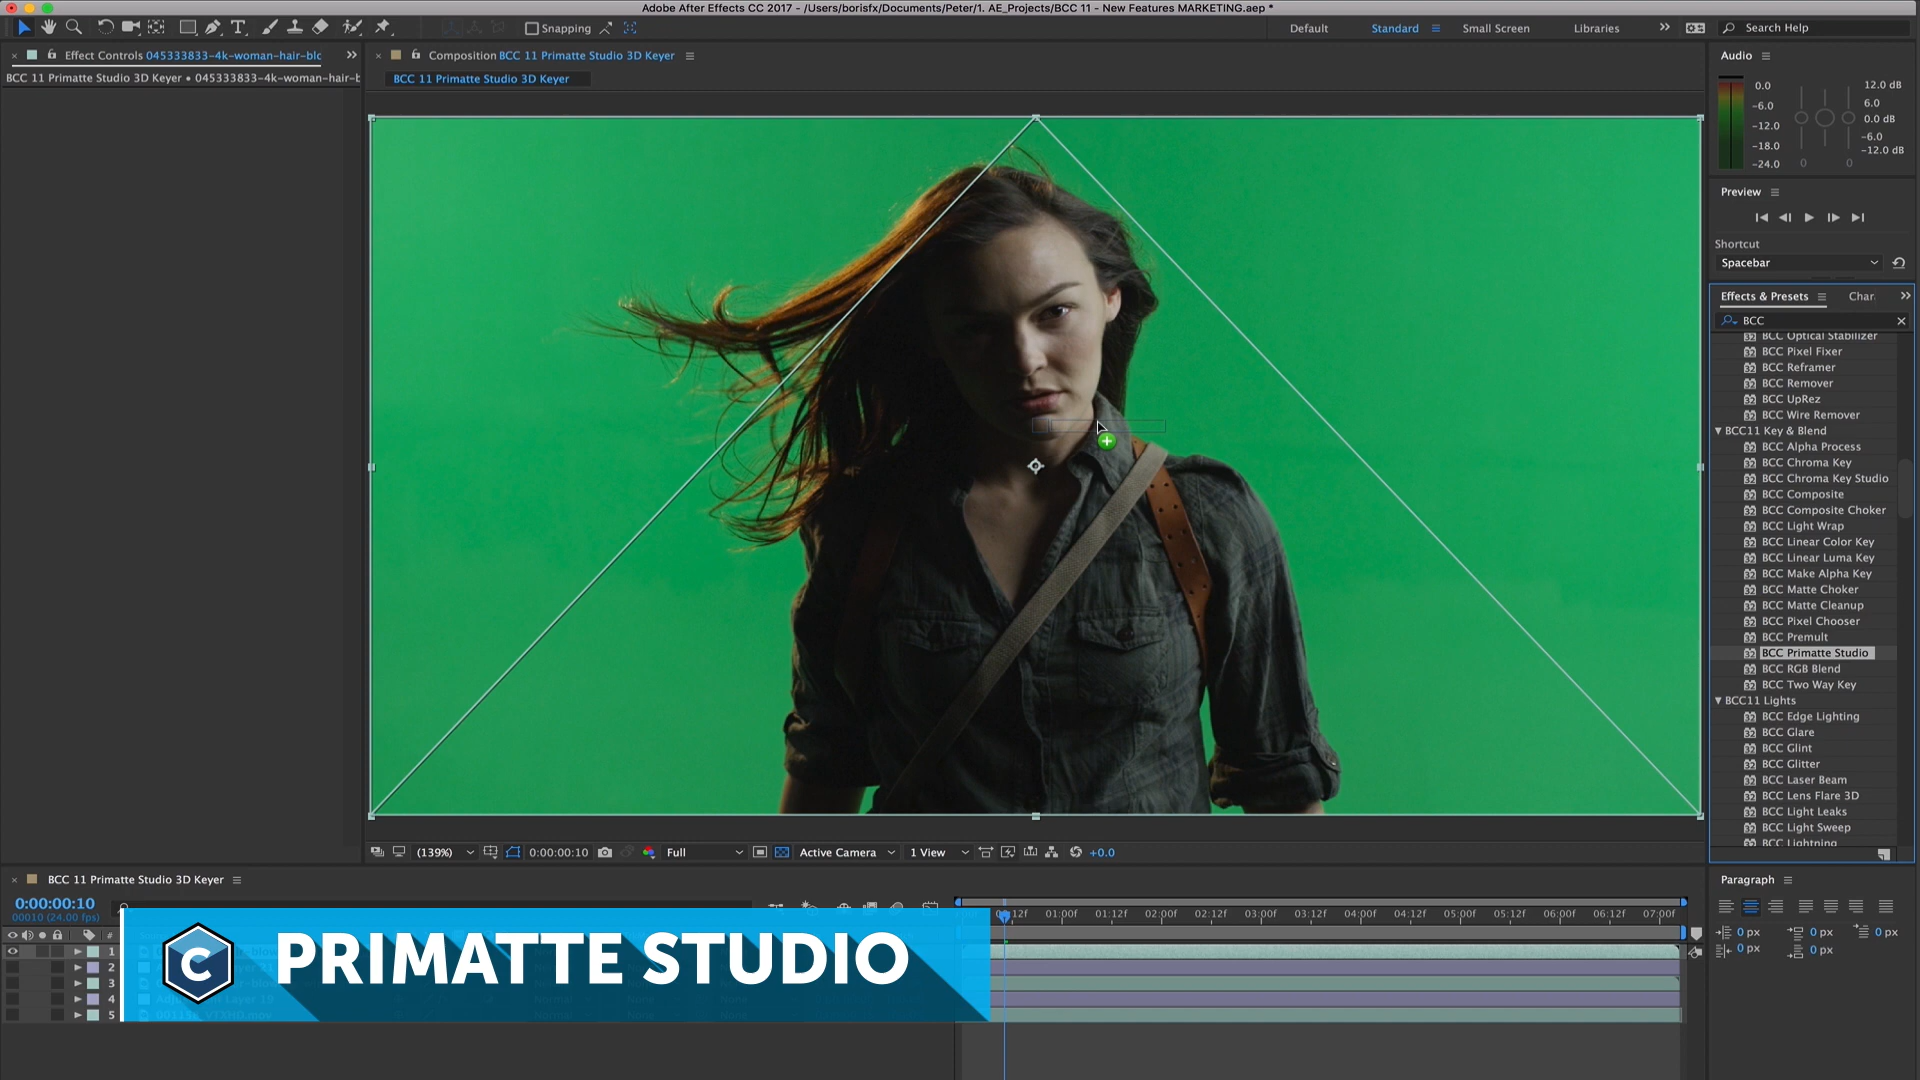 Adobe After Effects CC 2017 - /Users/borisfx/Documents/Peter/1. AE_Projects/BCC 11 - New Features MARKETING.aep *
Snapping
Default
Standard
Small Screen
Libraries
Search Help
Effect Controls 045333833-4k-woman-hair-blc
BCC 11 Primatte Studio 3D Keyer • 045333833-4k-woman-hair-b
Composition BCC 11 Primatte Studio 3D Keyer
BCC 11 Primatte Studio 3D Keyer
Audio
0.0
-6.0
-12.0
-18.0
-24.0
12.0 dB
6.0
0.0 dB
-6.0
-12.0 dB
0
0
Preview
Shortcut
Spacebar
Effects & Presets
Char
BCC
BCC Optical Stabilizer
BCC Pixel Fixer
BCC Reframer
BCC Remover
BCC UpRez
BCC Wire Remover
BCC11 Key & Blend
BCC Alpha Process
BCC Chroma Key
BCC Chroma Key Studio
BCC Composite
BCC Composite Choker
BCC Light Wrap
BCC Linear Color Key
BCC Linear Luma Key
BCC Make Alpha Key
BCC Matte Choker
BCC Matte Cleanup
BCC Pixel Chooser
BCC Premult
BCC Primatte Studio
BCC RGB Blend
BCC Two Way Key
BCC11 Lights
BCC Edge Lighting
BCC Glare
BCC Glint
BCC Glitter
BCC Laser Beam
BCC Lens Flare 3D
BCC Light Leaks
BCC Light Sweep
BCC Lightning
(139%)
0:00:00:10
Full
Active Camera
1 View
+0.0
BCC 11 Primatte Studio 3D Keyer
0:00:00:10
00010 (24.00 fps)
#
1
2
3
4
5
C PRIMATTE STUDIO
12f 01:00f 01:12f 02:00f 02:12f 03:00f 03:12f 04:00f 04:12f 05:00f 05:12f 06:00f 06:12f 07:00f
Paragraph
0 px
0 px
0 px
0 px
0 px